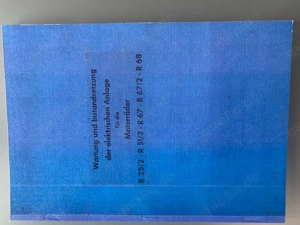 Wartung und Instandsetzung
der elektrischen Anlage
für die
Motorräder
R 25/2 · R 51/3 · R 67 · R 67/2 · R 68